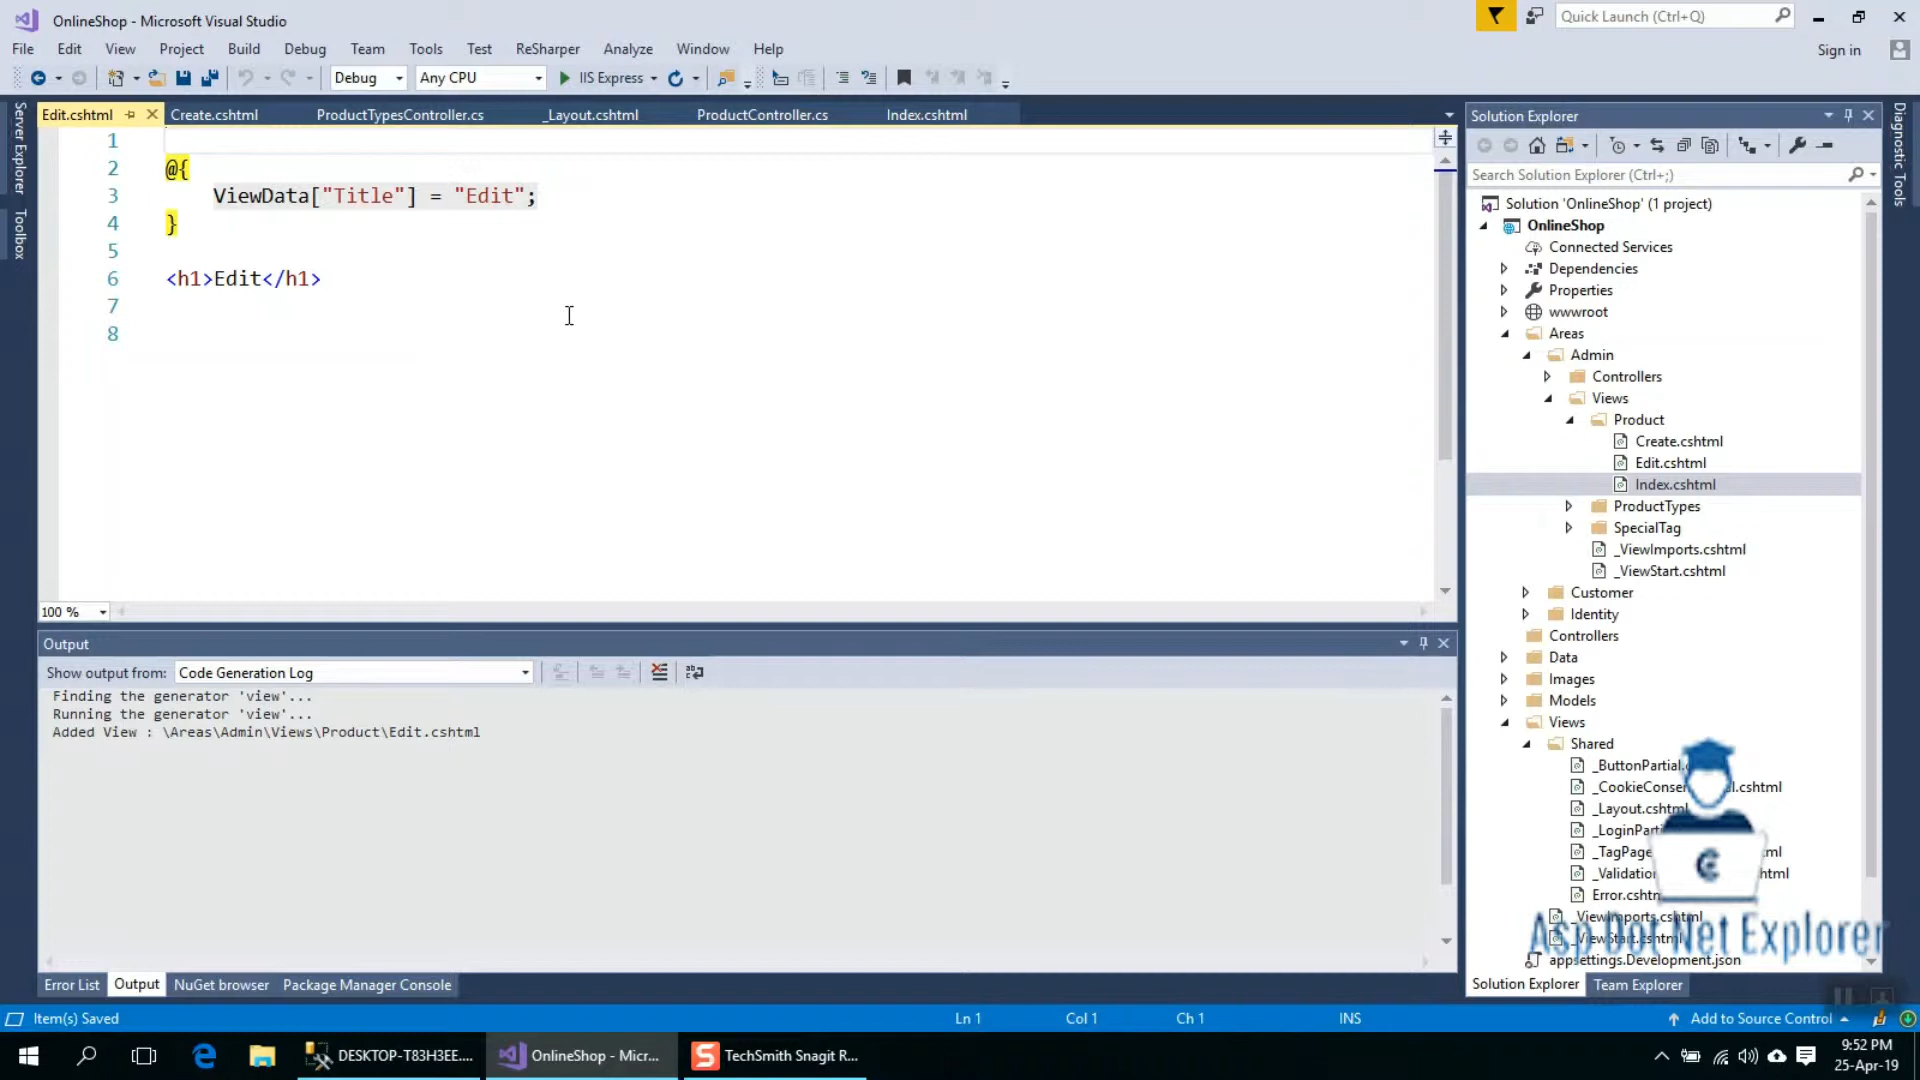 OnlineShop - Microsoft Visual Studio
Quick Launch (Ctrl+Q)
File Edit View Project Build Debug Team Tools Test ReSharper Analyze Window Help
Sign in
Debug Any CPU IIS Express
Server Explorer
Toolbox
Edit.cshtml Create.cshtml ProductTypesController.cs _Layout.cshtml ProductController.cs Index.cshtml
1
2 @{
3 ViewData["Title"] = "Edit";
4 }
5
6 <h1>Edit</h1>
7
8
100 %
Output
Show output from: Code Generation Log
Finding the generator 'view'...
Running the generator 'view'...
Added View : \Areas\Admin\Views\Product\Edit.cshtml
Error List Output NuGet browser Package Manager Console
Solution Explorer
Search Solution Explorer (Ctrl+;)
Solution 'OnlineShop' (1 project)
OnlineShop
Connected Services
Dependencies
Properties
wwwroot
Areas
Admin
Controllers
Views
Product
Create.cshtml
Edit.cshtml
Index.cshtml
ProductTypes
SpecialTag
_ViewImports.cshtml
_ViewStart.cshtml
Customer
Identity
Controllers
Data
Images
Models
Views
Shared
_ButtonPartial.
_CookieConsen l.cshtml
_Layout.cshtml
_LoginParti
_TagPage ml
_Validation html
Error.cshtm
_ViewImports.cshtml
_ViewStart.cshtml
appsettings.Development.json
Asp Dot Net Explorer
Solution Explorer Team Explorer
Diagnostic Tools
Item(s) Saved Ln 1 Col 1 Ch 1 INS Add to Source Control
DESKTOP-T83H3EE.... OnlineShop - Micr... TechSmith Snagit R...
9:52 PM
25-Apr-19